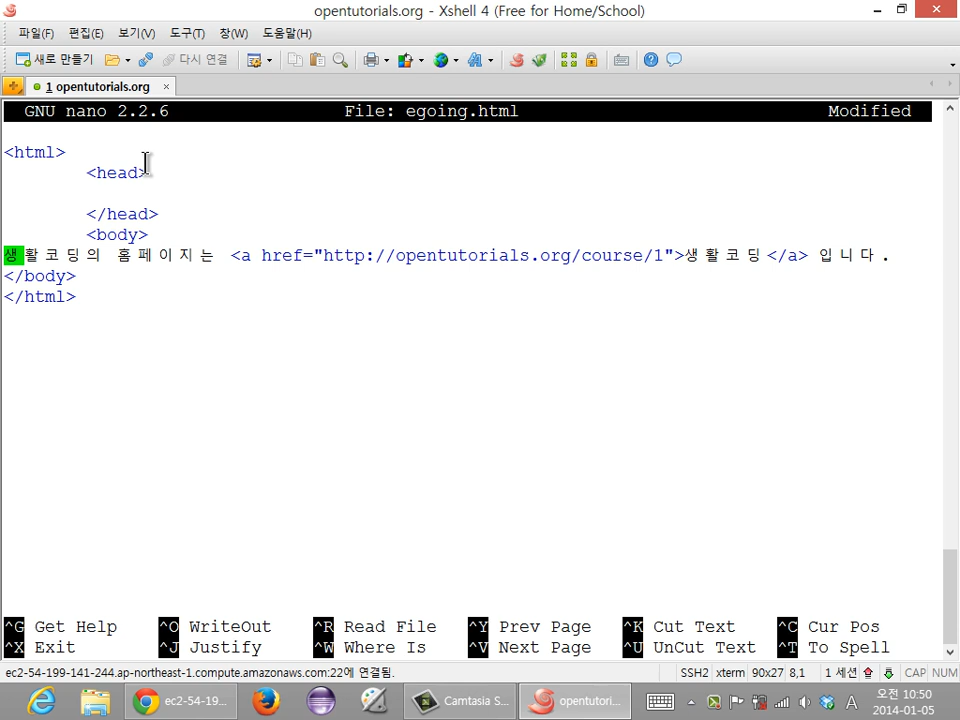 opentutorials.org - Xshell 4 (Free for Home/School)
파일(F) 편집(E) 보기(V) 도구(T) 창(W) 도움말(H)
새로 만들기 다시 연결
1 opentutorials.org ×
GNU nano 2.2.6 File: egoing.html Modified
<html>
<head>
</head>
<body>
생활코딩의 홈페이지는 <a href="http://opentutorials.org/course/1">생활코딩</a> 입니다.
</body>
</html>
^G Get Help ^O WriteOut ^R Read File ^Y Prev Page ^K Cut Text ^C Cur Pos
^X Exit ^J Justify ^W Where Is ^V Next Page ^U UnCut Text ^T To Spell
ec2-54-199-141-244.ap-northeast-1.compute.amazonaws.com:22에 연결됨. SSH2 xterm 90x27 8,1 1 세션 CAP NUM
ec2-54-19... Camtasia S... opentutori... A 오전 10:50
2014-01-05